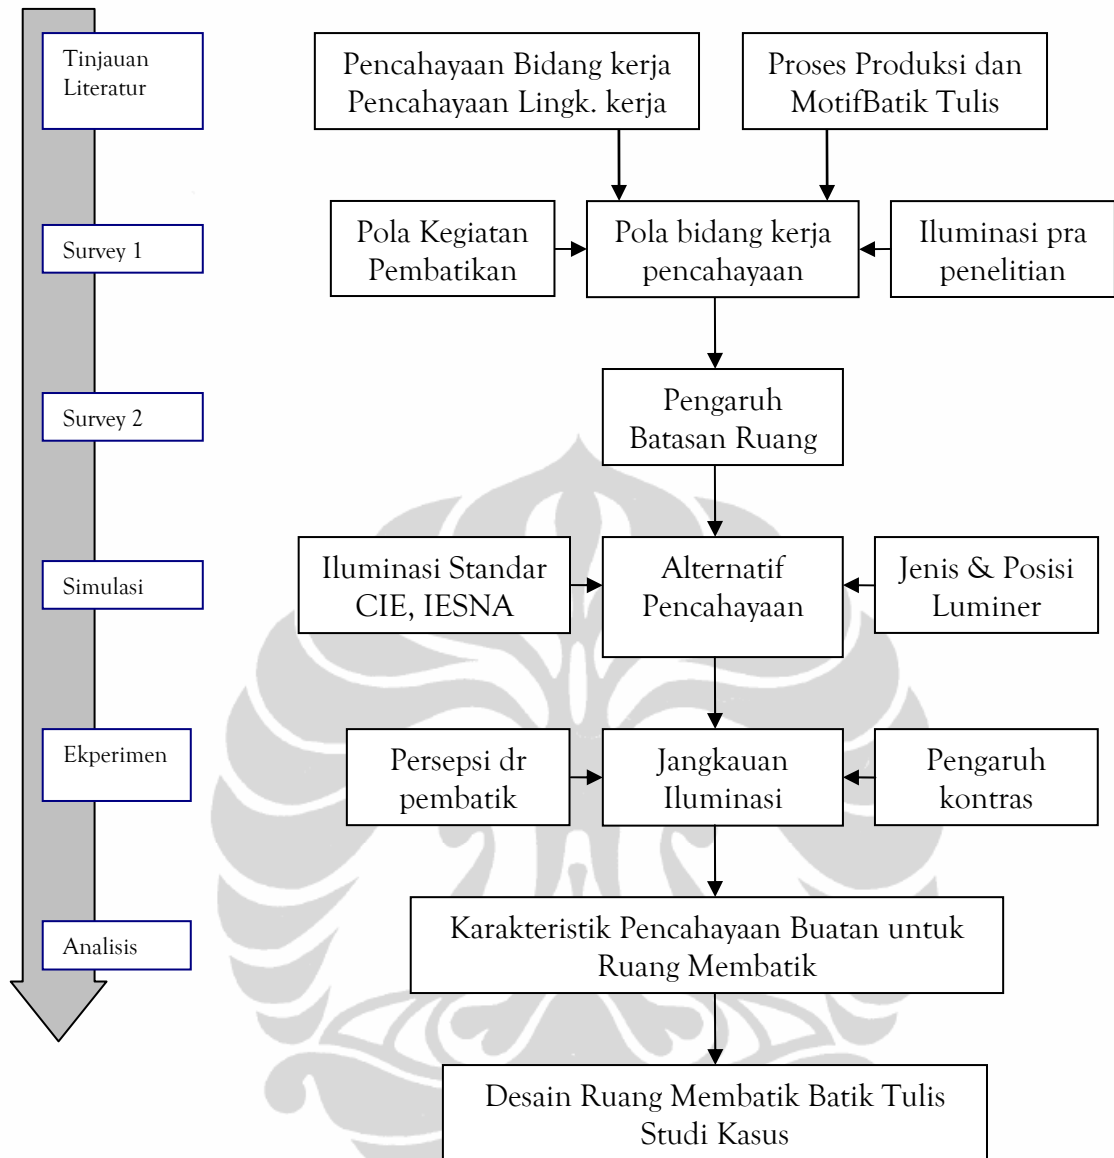 Tinjauan
Literatur
Pencahayaan Bidang kerja
Pencahayaan Lingk. kerja
Proses Produksi dan
MotifBatik Tulis
Survey 1
Pola Kegiatan
Pembatikan
Pola bidang kerja
pencahayaan
Iluminasi pra
penelitian
Survey 2
Pengaruh
Batasan Ruang
Simulasi
Iluminasi Standar
CIE, IESNA
Alternatif
Pencahayaan
Jenis & Posisi
Luminer
Ekperimen
Persepsi dr
pembatik
Jangkauan
Iluminasi
Pengaruh
kontras
Analisis
Karakteristik Pencahayaan Buatan untuk
Ruang Membatik
Desain Ruang Membatik Batik Tulis
Studi Kasus